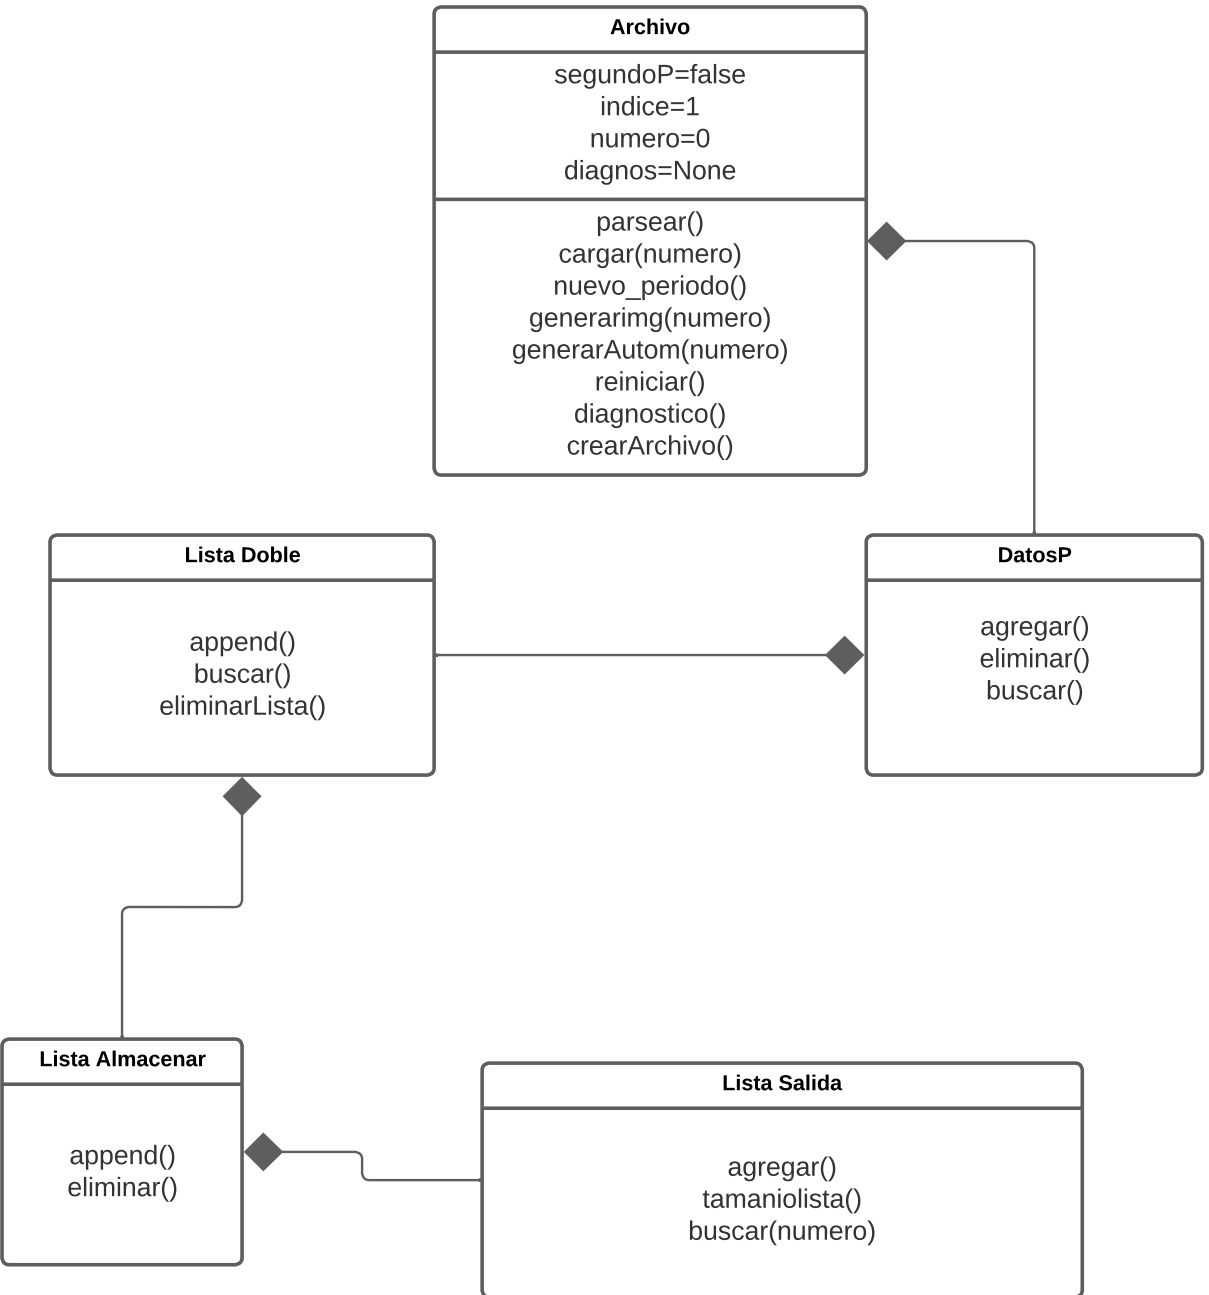 Archivo
segundoP=false
indice=1
numero=0
diagnos=None
parsear()
cargar(numero)
nuevo_periodo()
generarimg(numero)
generarAutom(numero)
reiniciar()
diagnostico()
crearArchivo()
Lista Doble
append()
buscar()
eliminarLista()
DatosP
agregar()
eliminar()
buscar()
Lista Almacenar
append()
eliminar()
Lista Salida
agregar()
tamaniolista()
buscar(numero)